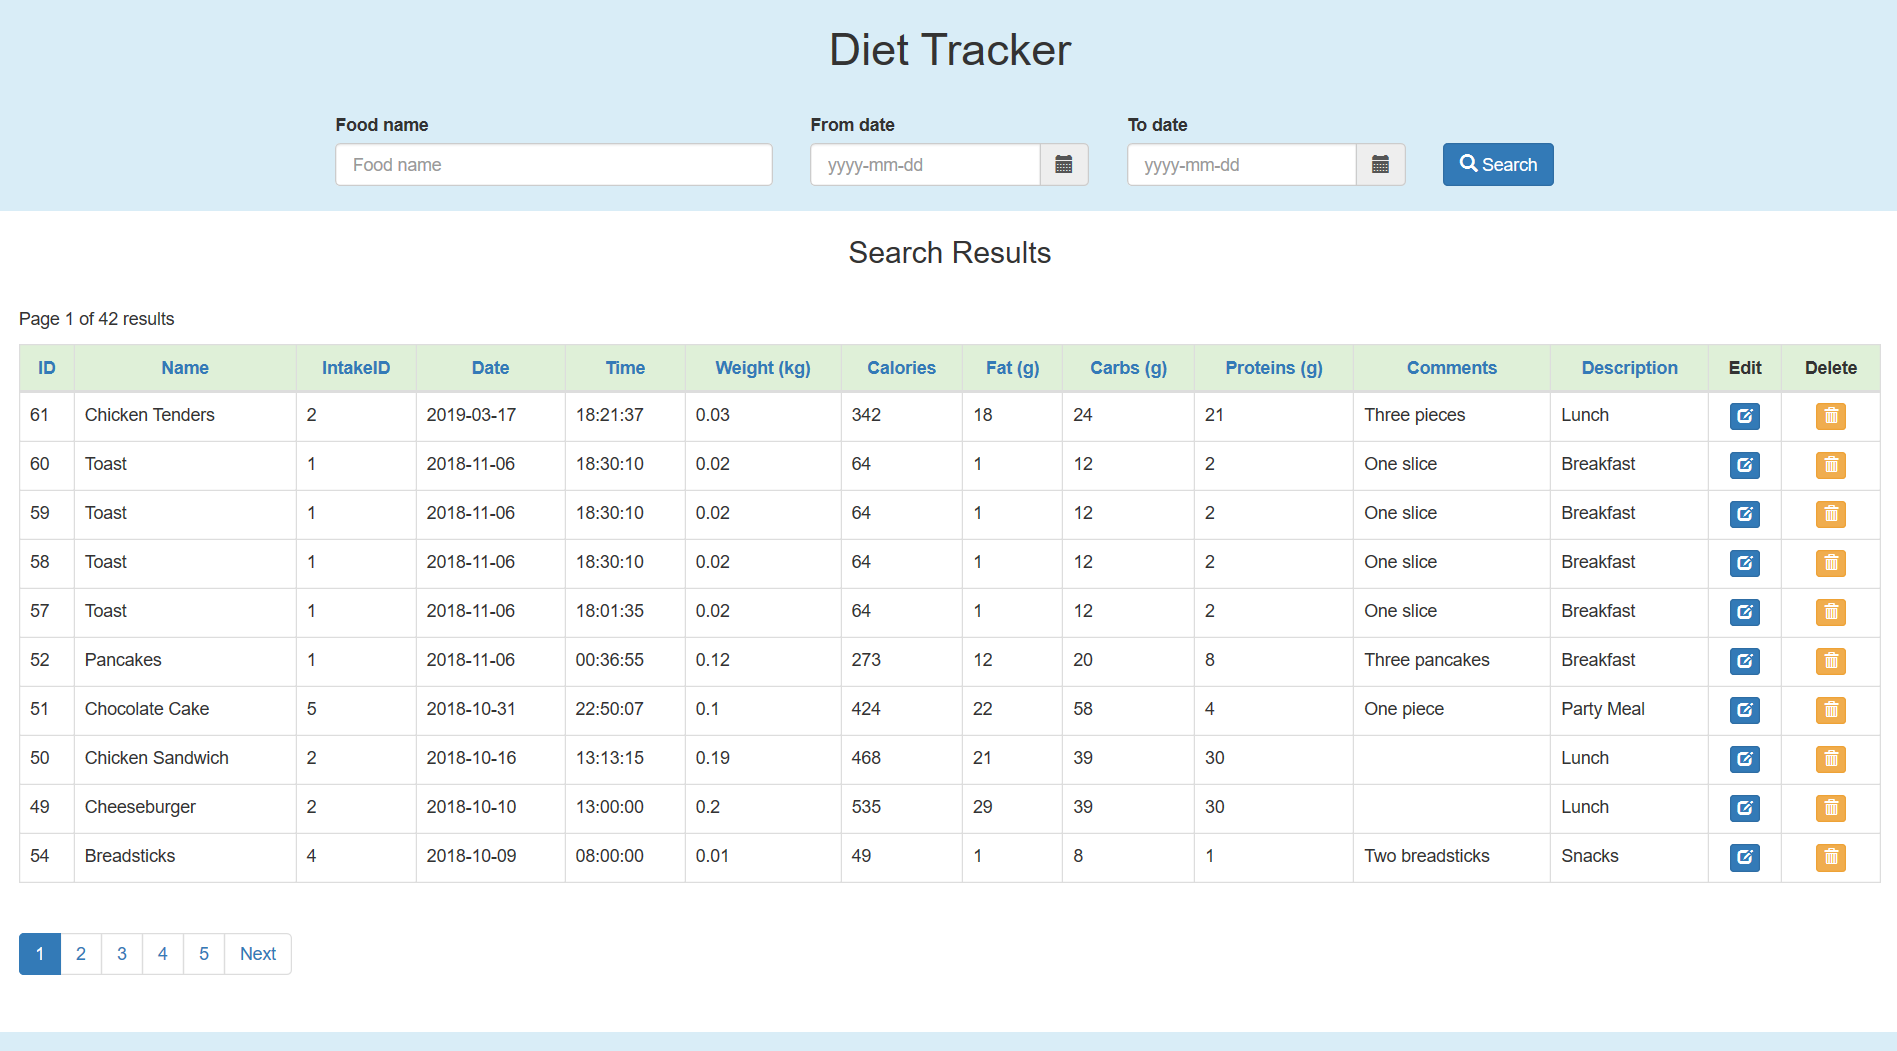 Diet Tracker
Food name From date To date
Food name yyyy-mm-dd yyyy-mm-dd Search
Search Results
Page 1 of 42 results
ID Name IntakeID Date Time Weight (kg) Calories Fat (g) Carbs (g) Proteins (g) Comments Description Edit Delete
61 Chicken Tenders 2 2019-03-17 18:21:37 0.03 342 18 24 21 Three pieces Lunch
60 Toast 1 2018-11-06 18:30:10 0.02 64 1 12 2 One slice Breakfast
59 Toast 1 2018-11-06 18:30:10 0.02 64 1 12 2 One slice Breakfast
58 Toast 1 2018-11-06 18:30:10 0.02 64 1 12 2 One slice Breakfast
57 Toast 1 2018-11-06 18:01:35 0.02 64 1 12 2 One slice Breakfast
52 Pancakes 1 2018-11-06 00:36:55 0.12 273 12 20 8 Three pancakes Breakfast
51 Chocolate Cake 5 2018-10-31 22:50:07 0.1 424 22 58 4 One piece Party Meal
50 Chicken Sandwich 2 2018-10-16 13:13:15 0.19 468 21 39 30 Lunch
49 Cheeseburger 2 2018-10-10 13:00:00 0.2 535 29 39 30 Lunch
54 Breadsticks 4 2018-10-09 08:00:00 0.01 49 1 8 1 Two breadsticks Snacks
1 2 3 4 5 Next